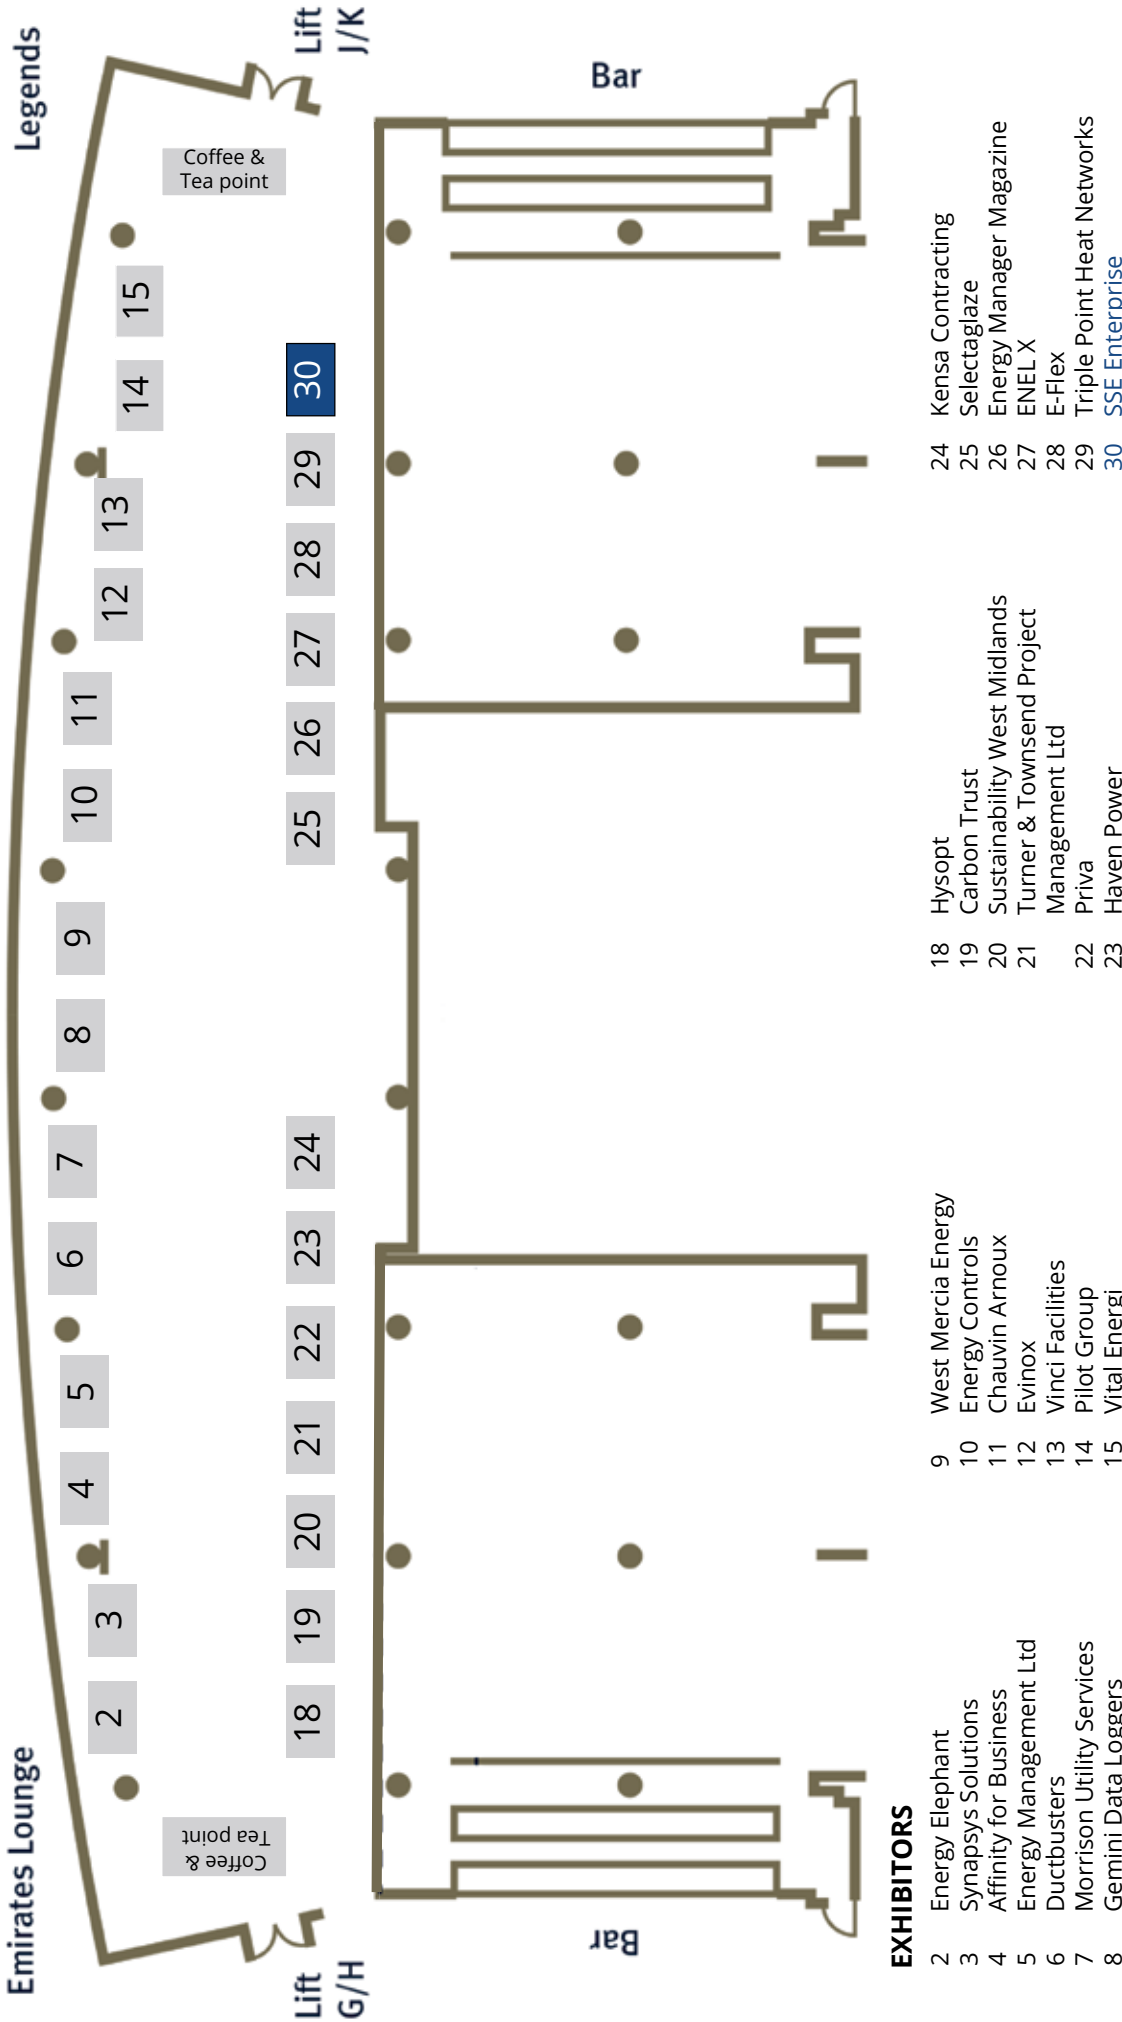 Emirates Lounge
Legends
Lift
G/H
Lift
J/K
Coffee &
Tea point
Coffee &
Tea point
2
3
4
5
6
7
8
9
10
11
12
13
14
15
18
19
20
21
22
23
24
25
26
27
28
29
30
Bar
Bar
EXHIBITORS
2 Energy Elephant
3 Synapsys Solutions
4 Affinity for Business
5 Energy Management Ltd
6 Ductbusters
7 Morrison Utility Services
8 Gemini Data Loggers
9 West Mercia Energy
10 Energy Controls
11 Chauvin Arnoux
12 Evinox
13 Vinci Facilities
14 Pilot Group
15 Vital Energi
18 Hysopt
19 Carbon Trust
20 Sustainability West Midlands
21 Turner & Townsend Project
Management Ltd
22 Priva
23 Haven Power
24 Kensa Contracting
25 Selectaglaze
26 Energy Manager Magazine
27 ENEL X
28 E-Flex
29 Triple Point Heat Networks
30 SSE Enterprise